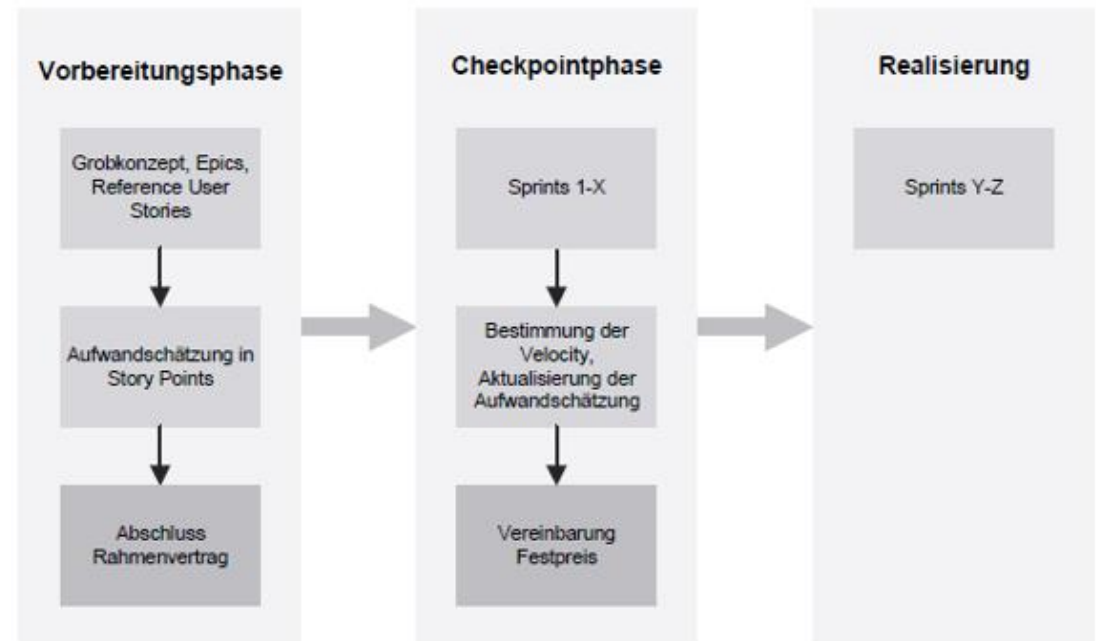 Vorbereitungsphase
Grobkonzept, Epics,
Reference User
Stories
Aufwandschätzung in
Story Points
Abschluss
Rahmenvertrag
Checkpointphase
Sprints 1-X
Bestimmung der
Velocity,
Aktualisierung der
Aufwandschätzung
Vereinbarung
Festpreis
Realisierung
Sprints Y-Z